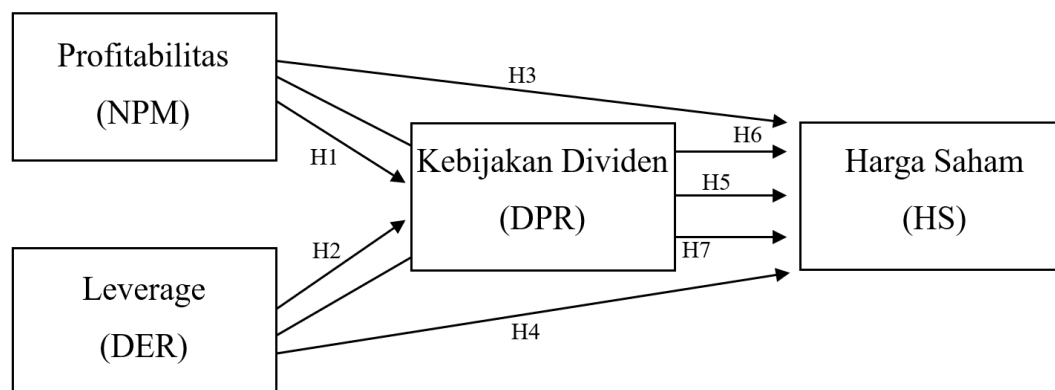 Profitabilitas
(NPM)
H3
H1
H6
Kebijakan Dividen
(DPR)
H5
Harga Saham
(HS)
H2
H7
Leverage
(DER)
H4